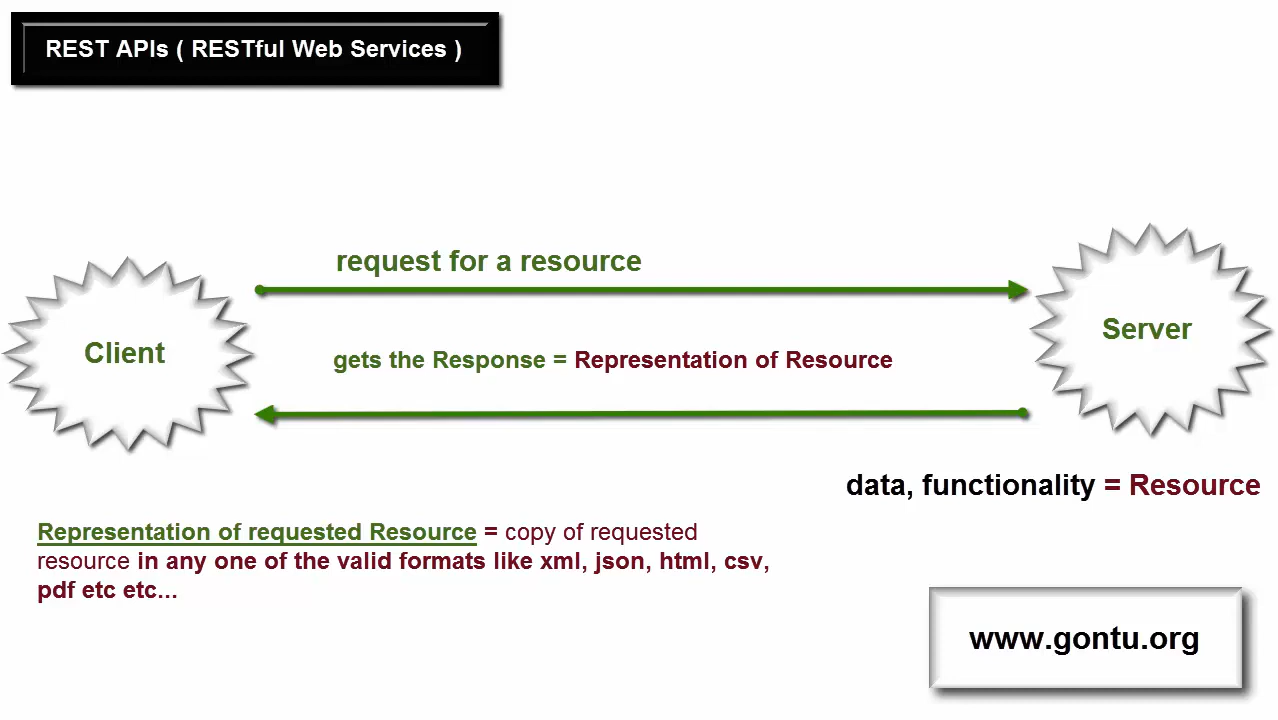 REST APIs ( RESTful Web Services )
request for a resource
Client
Server
gets the Response = Representation of Resource
data, functionality = Resource
Representation of requested Resource = copy of requested
resource in any one of the valid formats like xml, json, html, csv,
pdf etc etc...
www.gontu.org